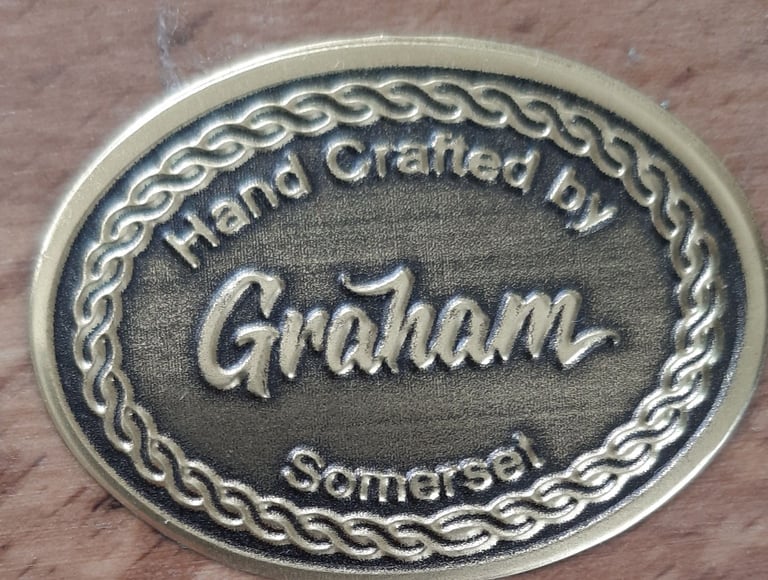 Hand Crafted by
Graham
Somerset